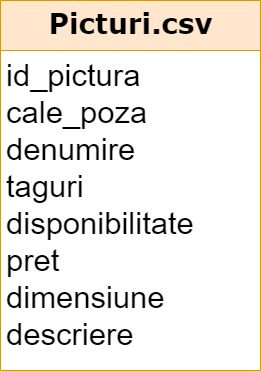 Picturi.csv
id_pictura
cale_poza
denumire
taguri
disponibilitate
pret
dimensiune
descriere